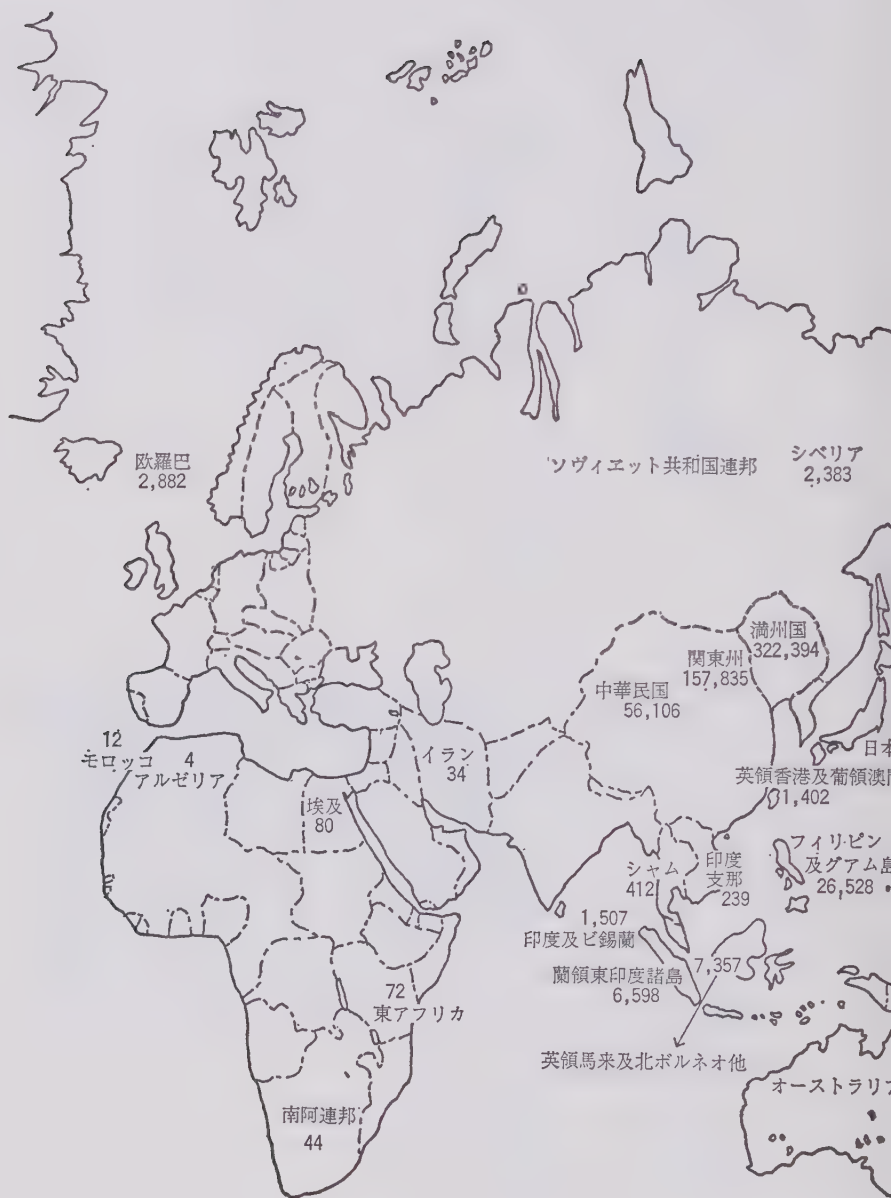 欧羅巴
2,882
ソヴィエット共和国連邦
シベリア
2,383
満州国
322,394
関東州
157,835
中華民国
56,106
日本
12
モロッコ
4
アルゼリア
イラン
34
埃及
80
英領香港及葡領澳門
1,402
フィリピン
及グアム島
26,528
シャム
412
印度
支那
239
1,507
印度及ビ錫蘭
蘭領東印度諸島
6,598
7,357
72
東アフリカ
英領馬来及北ボルネオ他
オーストラリア
南阿連邦
44